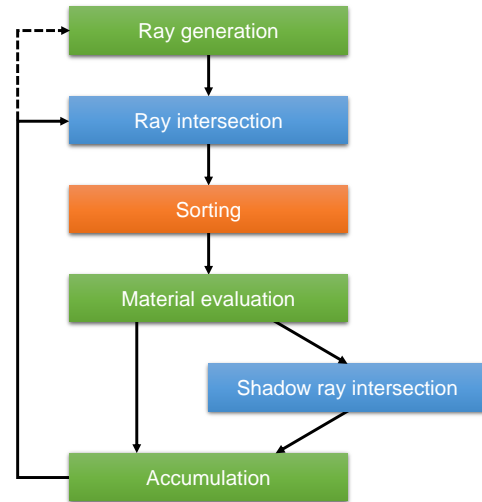 Ray generation
Ray intersection
Sorting
Material evaluation
Shadow ray intersection
Accumulation